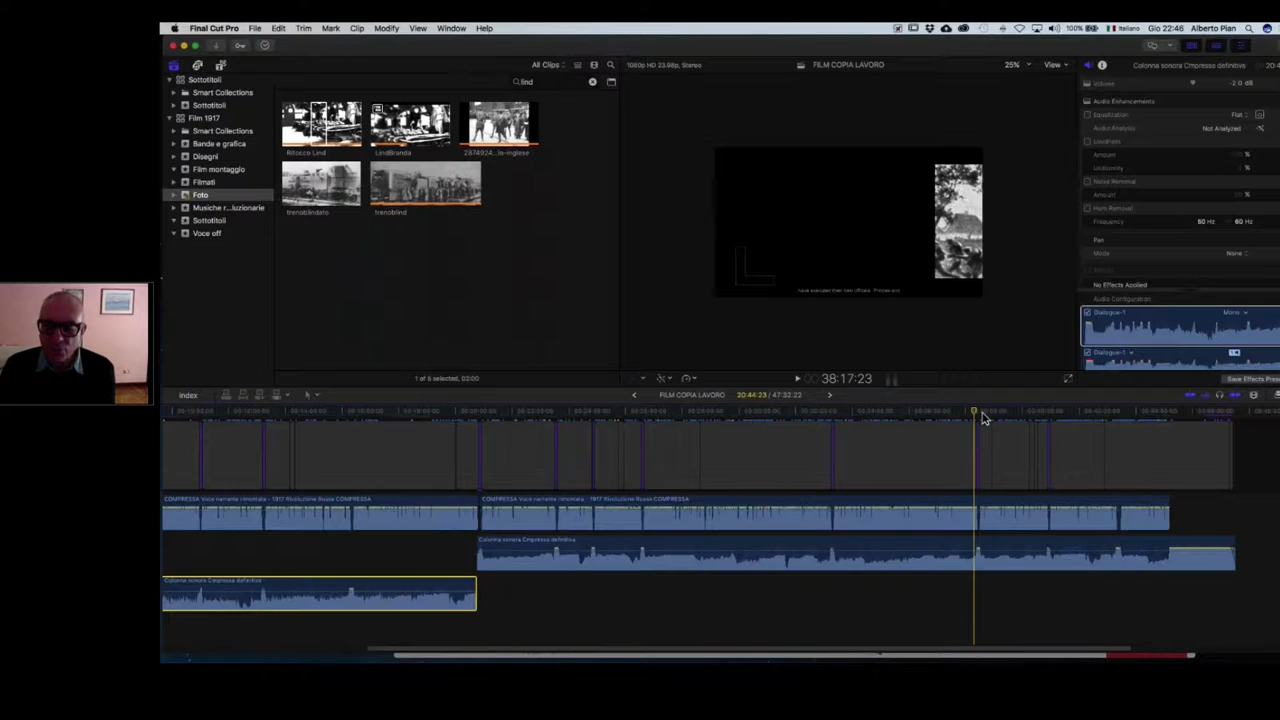 Final Cut Pro File Edit Trim Mark Clip Modify View Window Help
100% Italiano Gio 22:46 Alberto Pian
Sottotitoli
Smart Collections
Sottotitoli
Film 1917
Smart Collections
Bande e grafica
Disegni
Film montaggio
Filmati
Foto
Musiche r...luzionarie
Sottotitoli
Voce off
All Clips
lind
Ritocco Lind
LindBranda
2874924...la-inglese
trenoblindato
trenoblind
1 of 5 selected, 02:00
1080p HD 23.98p, Stereo
FILM COPIA LAVORO
25%
View
38:17:23
Colonna sonora Cmpressa definitiva
Volume
-2.0 dB
Audio Enhancements
Equalization
Flat
Audio Analysis
Not Analyzed
Loudness
Amount
Uniformity
Noise Removal
Amount
Hum Removal
Frequency
50 Hz
60 Hz
Pan
Mode
None
No Effects Applied
Audio Configuration
Dialogue-1
Mono
Dialogue-1
Save Effects Pres
Index
FILM COPIA LAVORO
20:44:23 / 47:32:22
COMPRESSA Voce narrante rimontata - 1917 Rivoluzione Russa COMPRESSA
COMPRESSA Voce narrante rimontata - 1917 Rivoluzione Russa COMPRESSA
Colonna sonora Cmpressa definitiva
Colonna sonora Cmpressa definitiva